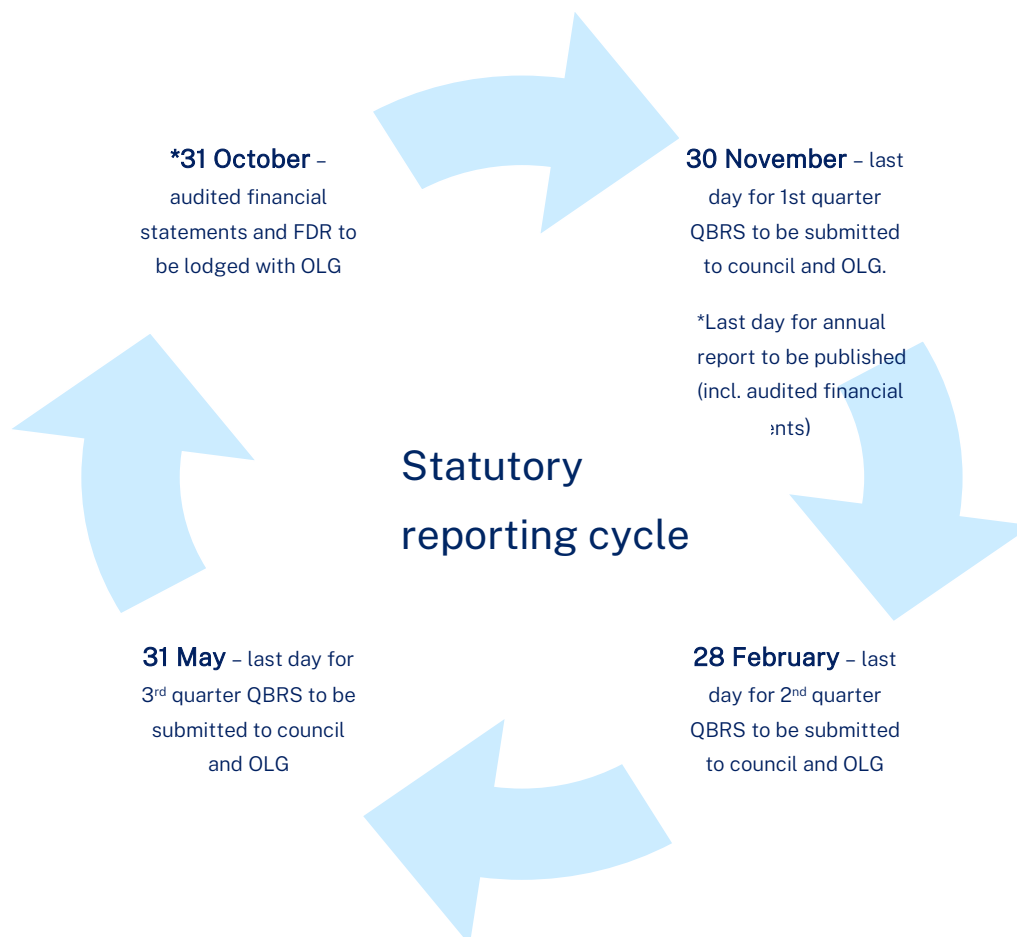 *31 October –
audited financial
statements and FDR to
be lodged with OLG
30 November – last
day for 1st quarter
QBRS to be submitted
to council and OLG.
*Last day for annual
report to be published
(incl. audited financial
Statutory
reporting cycle
31 May – last day for
3rd quarter QBRS to be
submitted to council
and OLG
28 February – last
day for 2nd quarter
QBRS to be submitted
to council and OLG